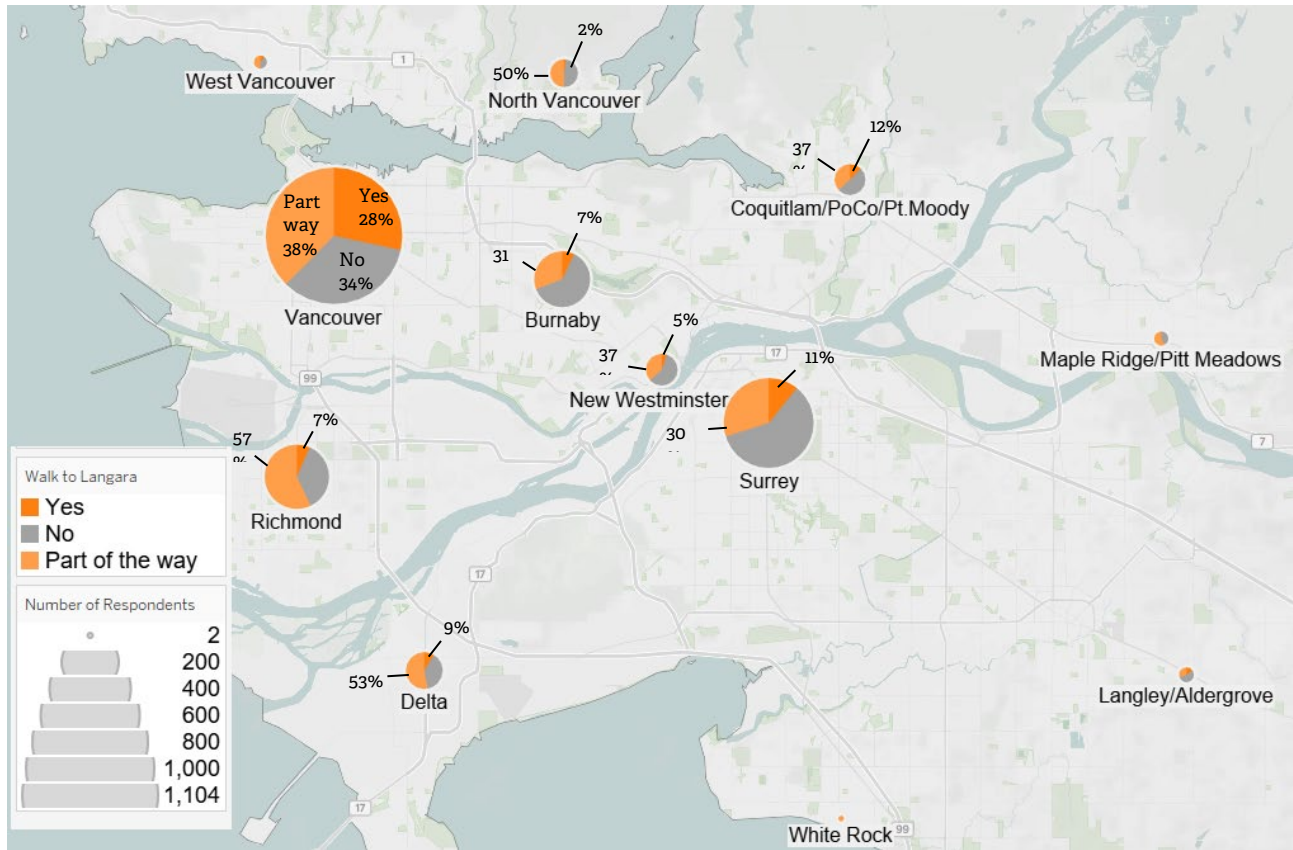 2%
1
West Vancouver
50%
North Vancouver
12%
37
Coquitlam/PoCo/Pt.Moody
Part
way
38%
Yes
28%
No
34%
Vancouver
7%
31
Burnaby
5%
37
New Westminster
17
11%
30
Surrey
Maple Ridge/Pitt Meadows
7
99
7%
57
%
Richmond
Walk to Langara
Yes
No
Part of the way
Number of Respondents
2
200
400
600
800
1,000
1,104
17
9%
53%
Delta
17
Langley/Aldergrove
White Rock
99